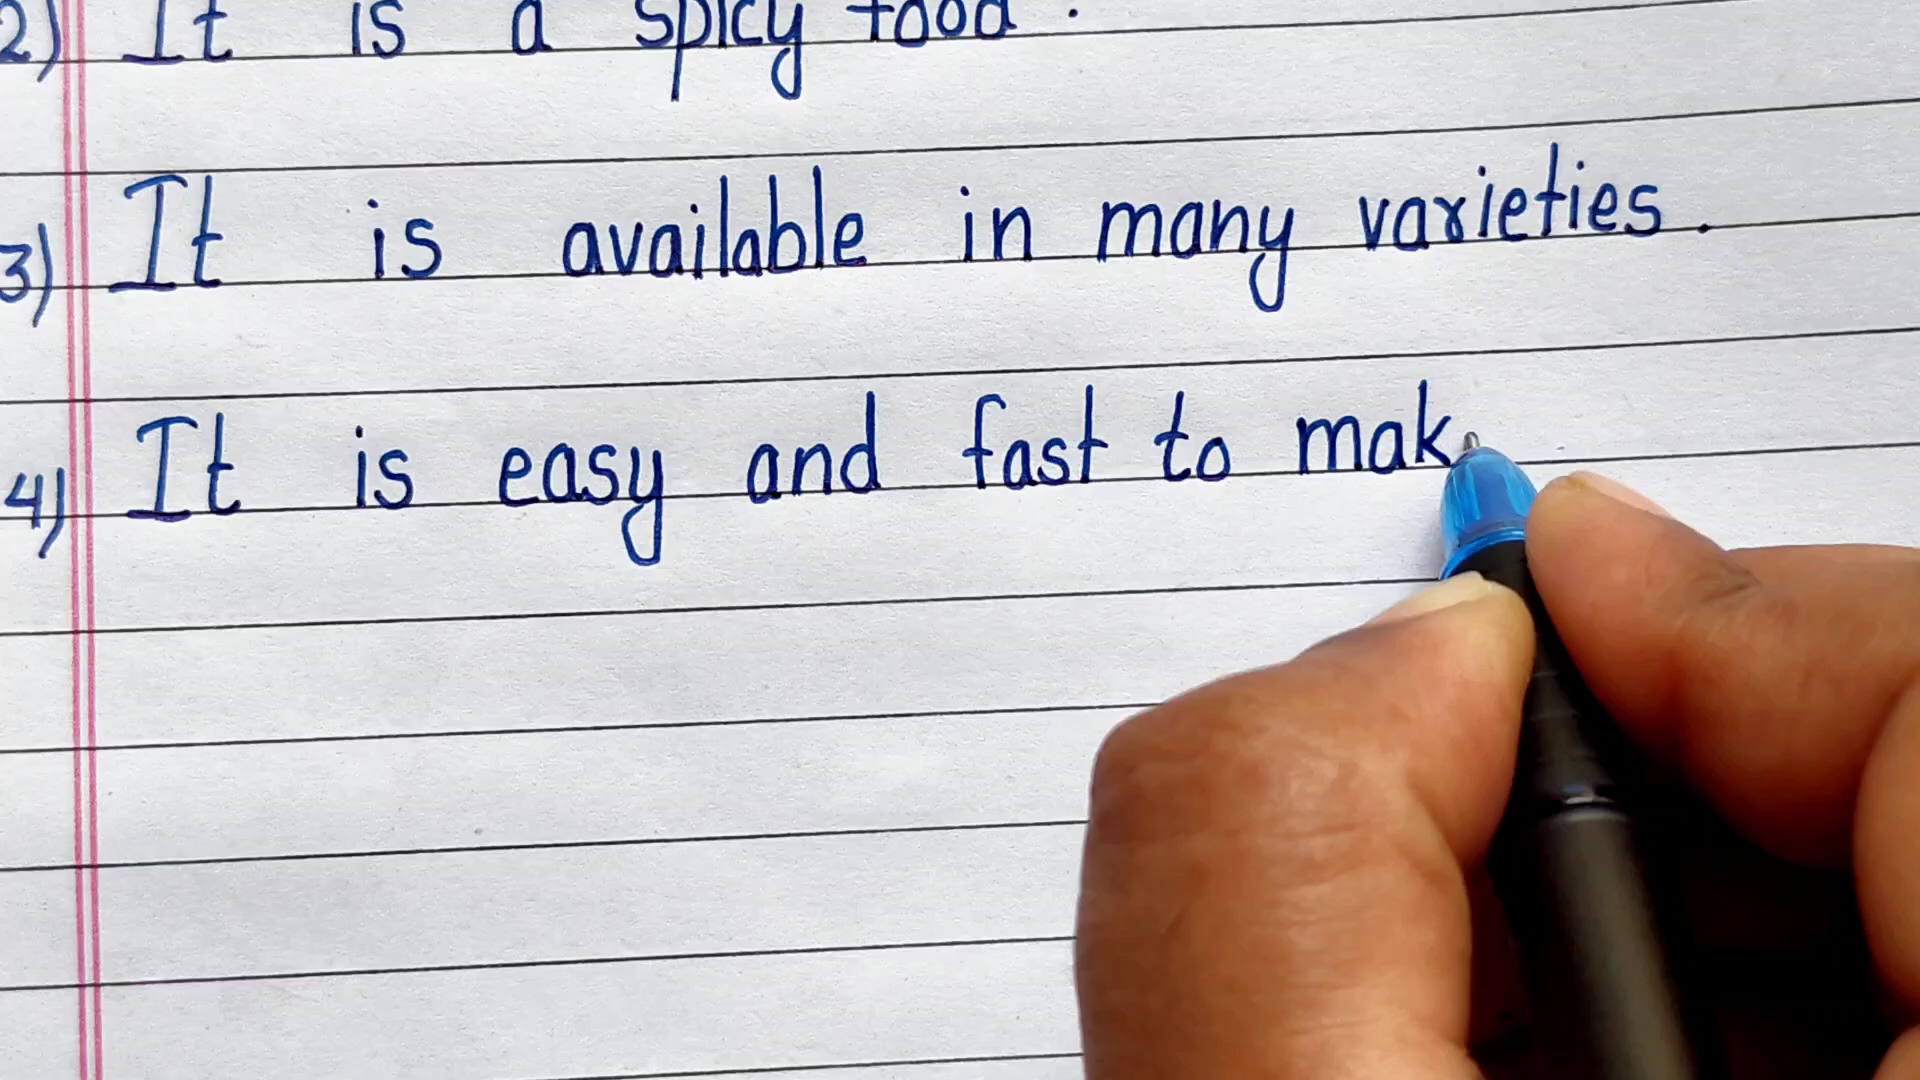 2) It is a spicy food.
3) It is available in many varieties.
4) It is easy and fast to mak